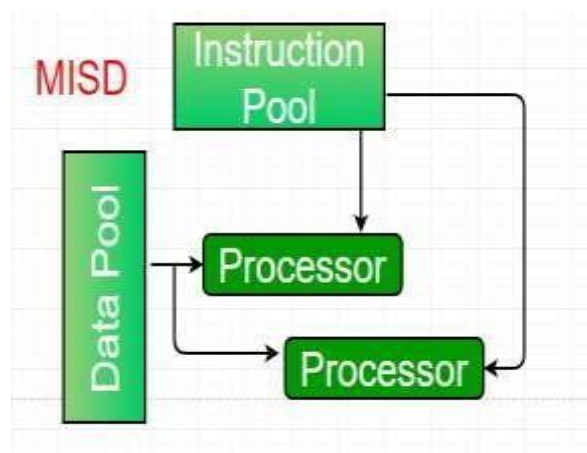 MISD
Instruction
Pool
Data Pool
Processor
Processor